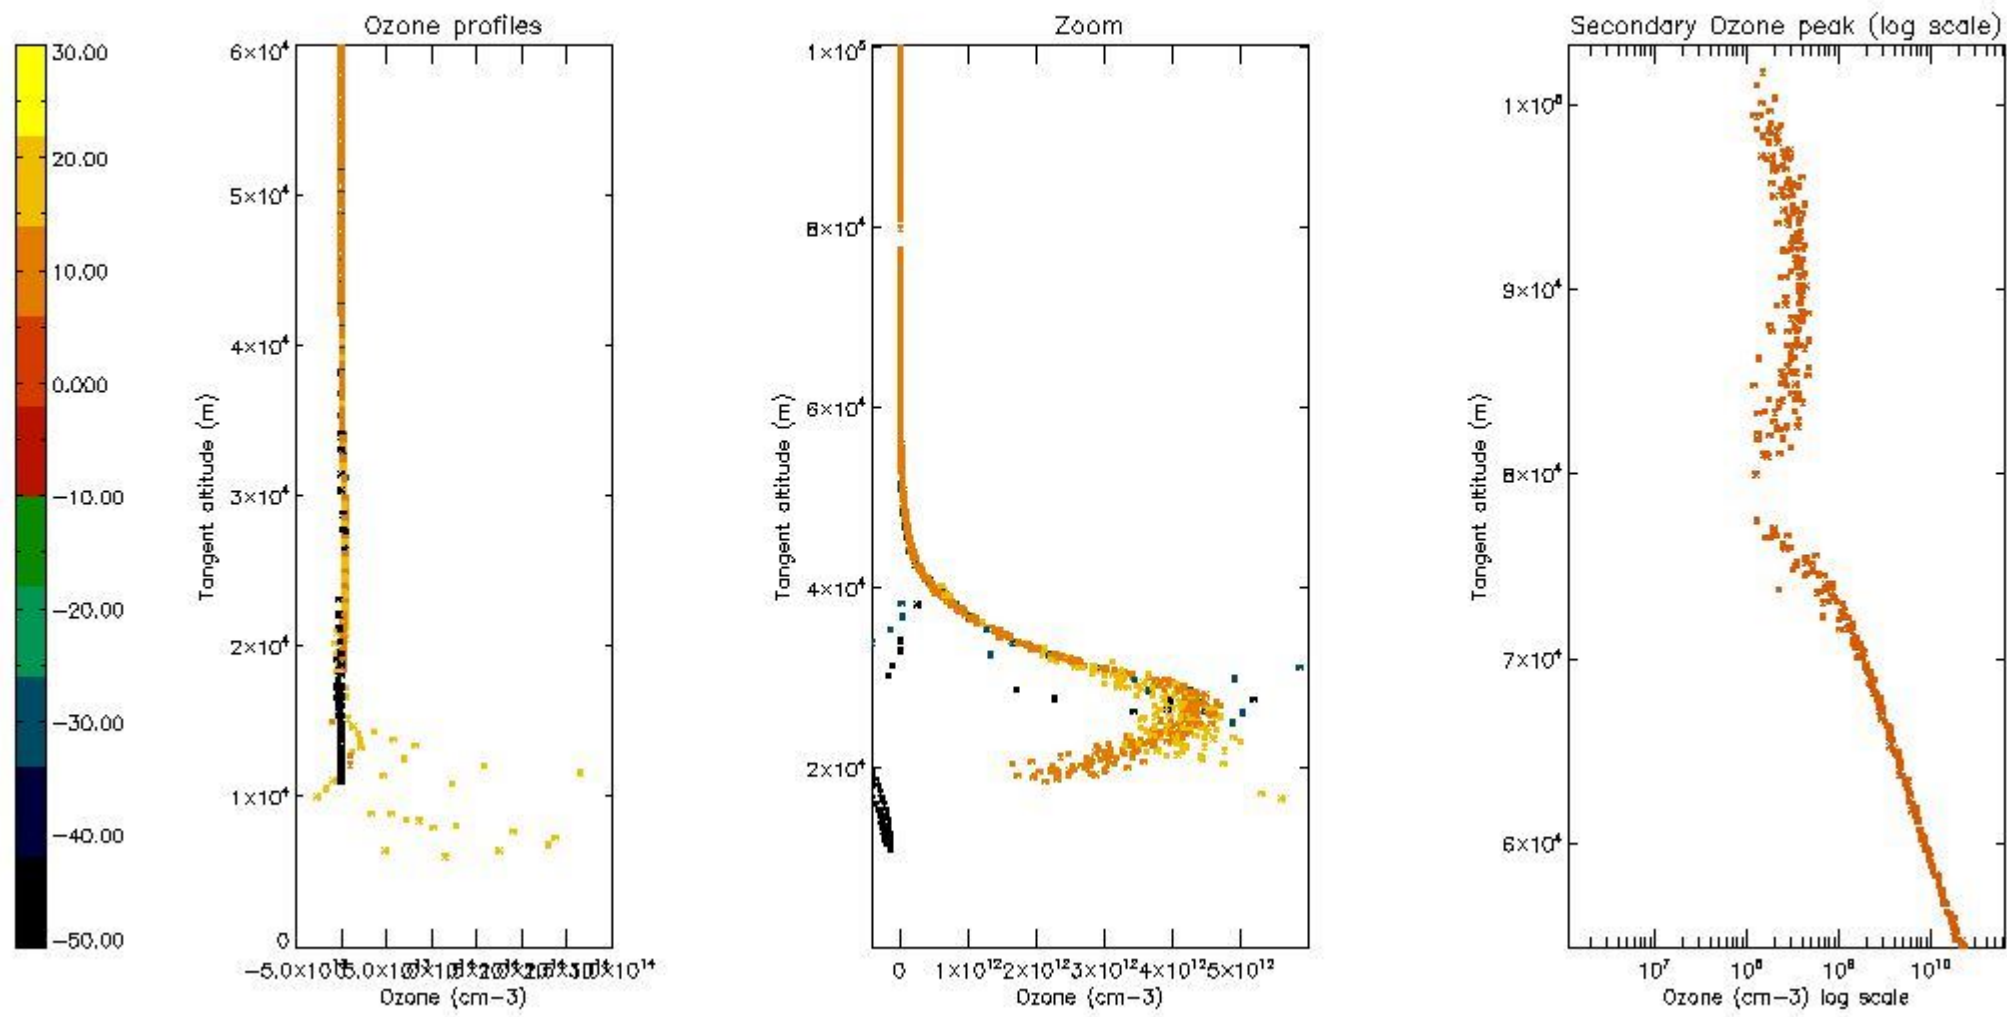 Ozone profiles
Zoom
Secondary Ozone peak (log scale)
30.00
20.00
10.00
0.000
−10.00
−20.00
−30.00
−40.00
−50.00
6×10⁴
5×10⁴
4×10⁴
3×10⁴
2×10⁴
1×10⁴
0
Tangent altitude (m)
Ozone (cm−3)
1×10⁵
8×10⁴
6×10⁴
4×10⁴
2×10⁴
Tangent altitude (m)
0 1×10¹² 2×10¹² 3×10¹² 4×10¹² 5×10¹²
Ozone (cm−3)
9×10⁴
8×10⁴
7×10⁴
6×10⁴
Tangent altitude (m)
10⁷ 10⁸ 10⁹ 10¹⁰
Ozone (cm−3) log scale